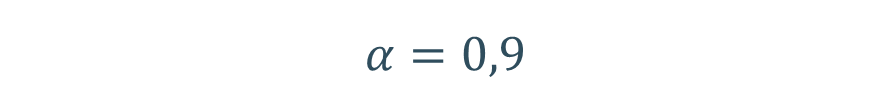 α = 0,9